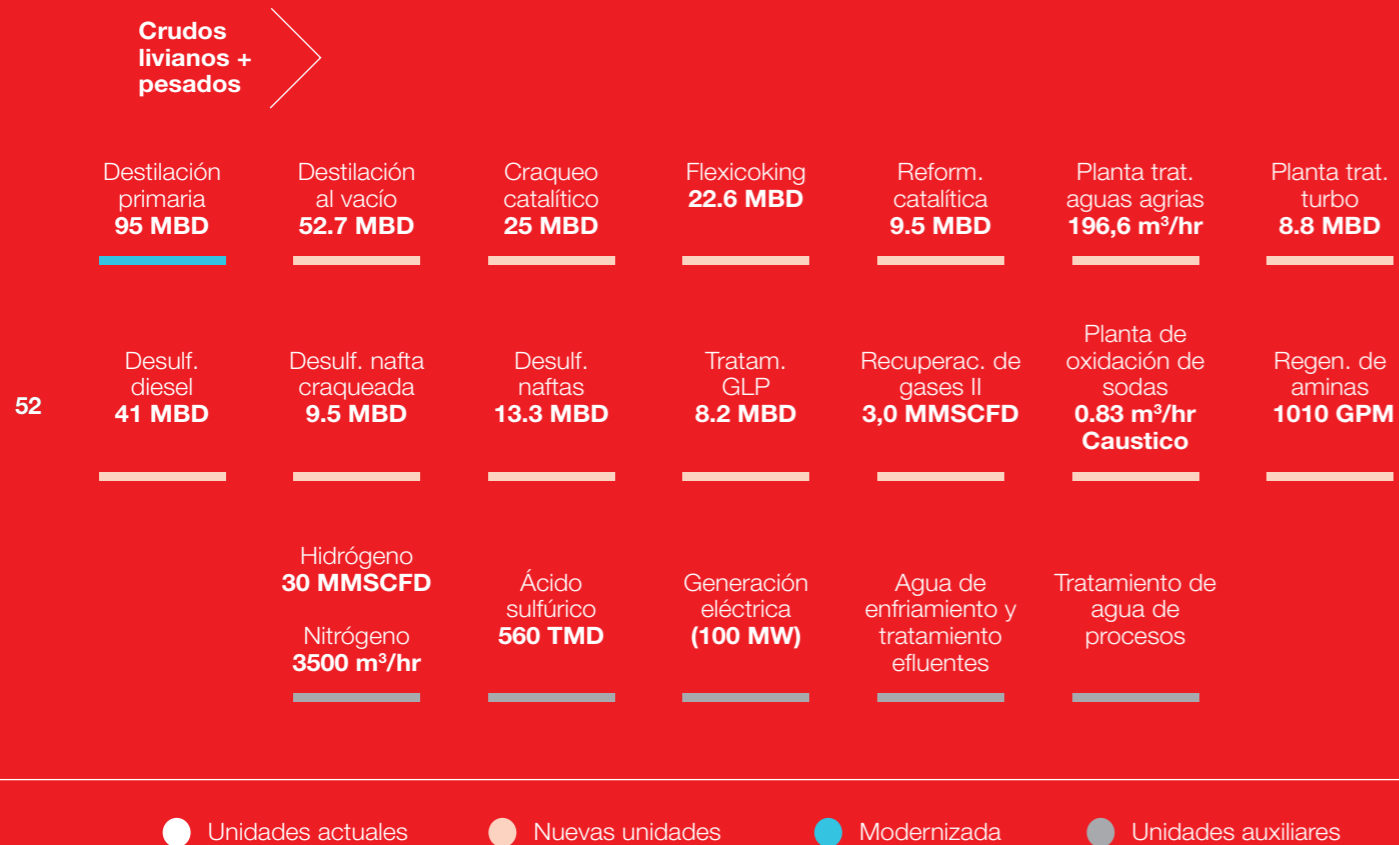 Crudos
livianos +
pesados
Destilación
primaria
95 MBD
Destilación
al vacío
52.7 MBD
Craqueo
catalítico
25 MBD
Flexicoking
22.6 MBD
Reform.
catalítica
9.5 MBD
Planta trat.
aguas agrias
196,6 m³/hr
Planta trat.
turbo
8.8 MBD
52
Desulf.
diesel
41 MBD
Desulf. nafta
craqueada
9.5 MBD
Desulf.
naftas
13.3 MBD
Tratam.
GLP
8.2 MBD
Recuperac. de
gases II
3,0 MMSCFD
Planta de
oxidación de
sodas
0.83 m³/hr
Caustico
Regen. de
aminas
1010 GPM
Hidrógeno
30 MMSCFD
Nitrógeno
3500 m³/hr
Ácido
sulfúrico
560 TMD
Generación
eléctrica
(100 MW)
Agua de
enfriamiento y
tratamiento
efluentes
Tratamiento de
agua de
procesos
Unidades actuales
Nuevas unidades
Modernizada
Unidades auxiliares